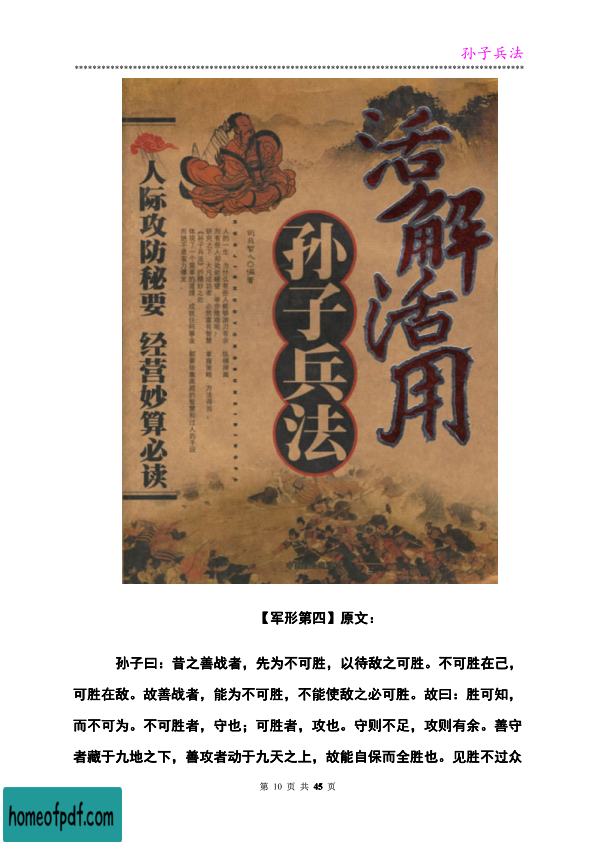 孙子兵法
活解活用
孙子兵法
人际攻防秘要 经营妙算必读
【军形第四】原文：
孙子曰：昔之善战者，先为不可胜，以待敌之可胜。不可胜在己，
可胜在敌。故善战者，能为不可胜，不能使敌之必可胜。故曰：胜可知，
而不可为。不可胜者，守也；可胜者，攻也。守则不足，攻则有余。善守
者藏于九地之下，善攻者动于九天之上，故能自保而全胜也。见胜不过众
第 10 页 共 45 页
homeofpdf.com